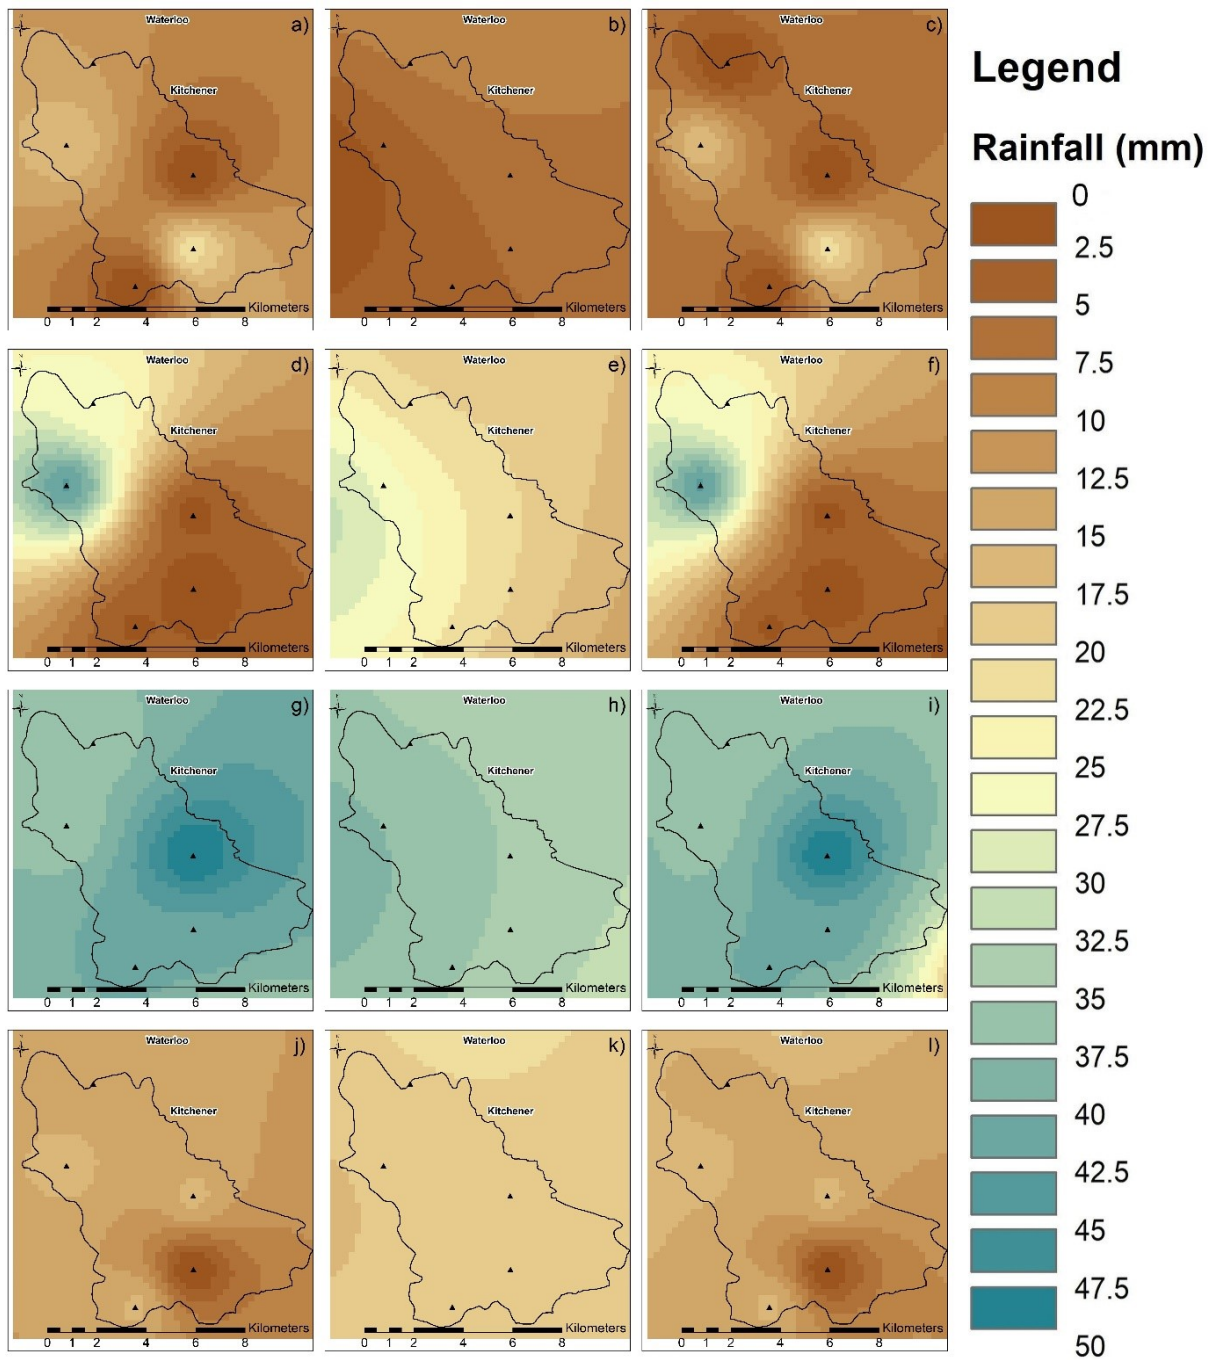 Waterloo a)
Kitchener
Kilometers
0 1 2 4 6 8
Waterloo b)
Kitchener
Kilometers
0 1 2 4 6 8
Waterloo c)
Kitchener
Kilometers
0 1 2 4 6 8
Waterloo d)
Kitchener
Kilometers
0 1 2 4 6 8
Waterloo e)
Kitchener
Kilometers
0 1 2 4 6 8
Waterloo f)
Kitchener
Kilometers
0 1 2 4 6 8
Waterloo g)
Kitchener
Kilometers
0 1 2 4 6 8
Waterloo h)
Kitchener
Kilometers
0 1 2 4 6 8
Waterloo i)
Kitchener
Kilometers
0 1 2 4 6 8
Waterloo j)
Kitchener
Kilometers
0 1 2 4 6 8
Waterloo k)
Kitchener
Kilometers
0 1 2 4 6 8
Waterloo l)
Kitchener
Kilometers
0 1 2 4 6 8
Legend
Rainfall (mm)
0
2.5
5
7.5
10
12.5
15
17.5
20
22.5
25
27.5
30
32.5
35
37.5
40
42.5
45
47.5
50